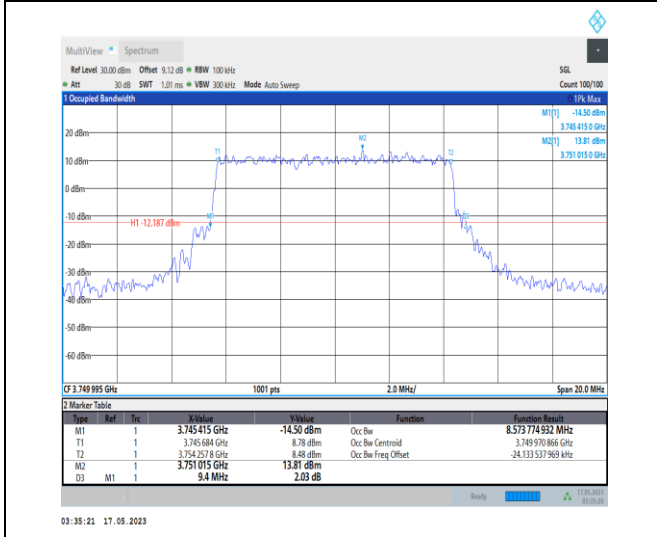 MultiView Spectrum
Ref Level 30.00 dBm Offset 9.12 dB RBW 100 kHz SGL
Att 30 dB SWT 1.01 ms VBW 300 kHz Mode Auto Sweep Count 100/100
1 Occupied Bandwidth 1Pk Max
M1[1] -14.50 dBm
3.745 415 0 GHz
M2[1] 13.81 dBm
3.751 015 0 GHz
20 dBm
M2
T1
T2
10 dBm
0 dBm
-10 dBm
M1
D3
H1 -12.187 dBm
-20 dBm
-30 dBm
-40 dBm
-50 dBm
-60 dBm
CF 3.749 995 GHz 1001 pts 2.0 MHz/ Span 20.0 MHz
2 Marker Table
Type Ref Trc X-Value Y-Value Function Function Result
M1 1 3.745 415 GHz -14.50 dBm Occ Bw 8.573 774 932 MHz
T1 1 3.745 684 GHz 8.78 dBm Occ Bw Centroid 3.749 970 866 GHz
T2 1 3.754 257 8 GHz 8.48 dBm Occ Bw Freq Offset -24.133 537 969 kHz
M2 1 3.751 015 GHz 13.81 dBm
D3 M1 1 9.4 MHz 2.03 dB
Ready 17.05.2023
03:35:20
03:35:21 17.05.2023